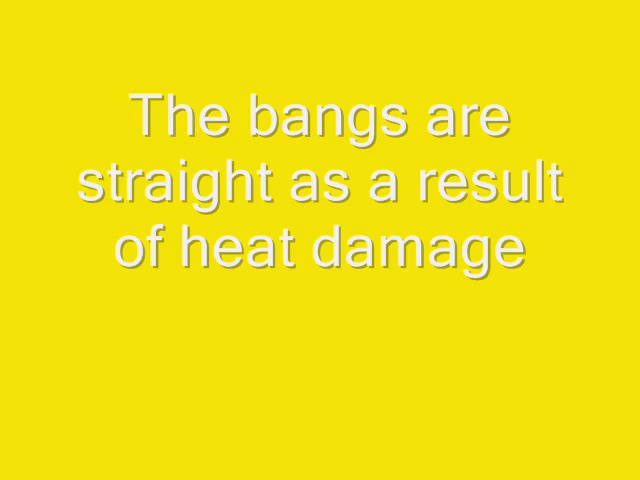 The bangs are
straight as a result
of heat damage